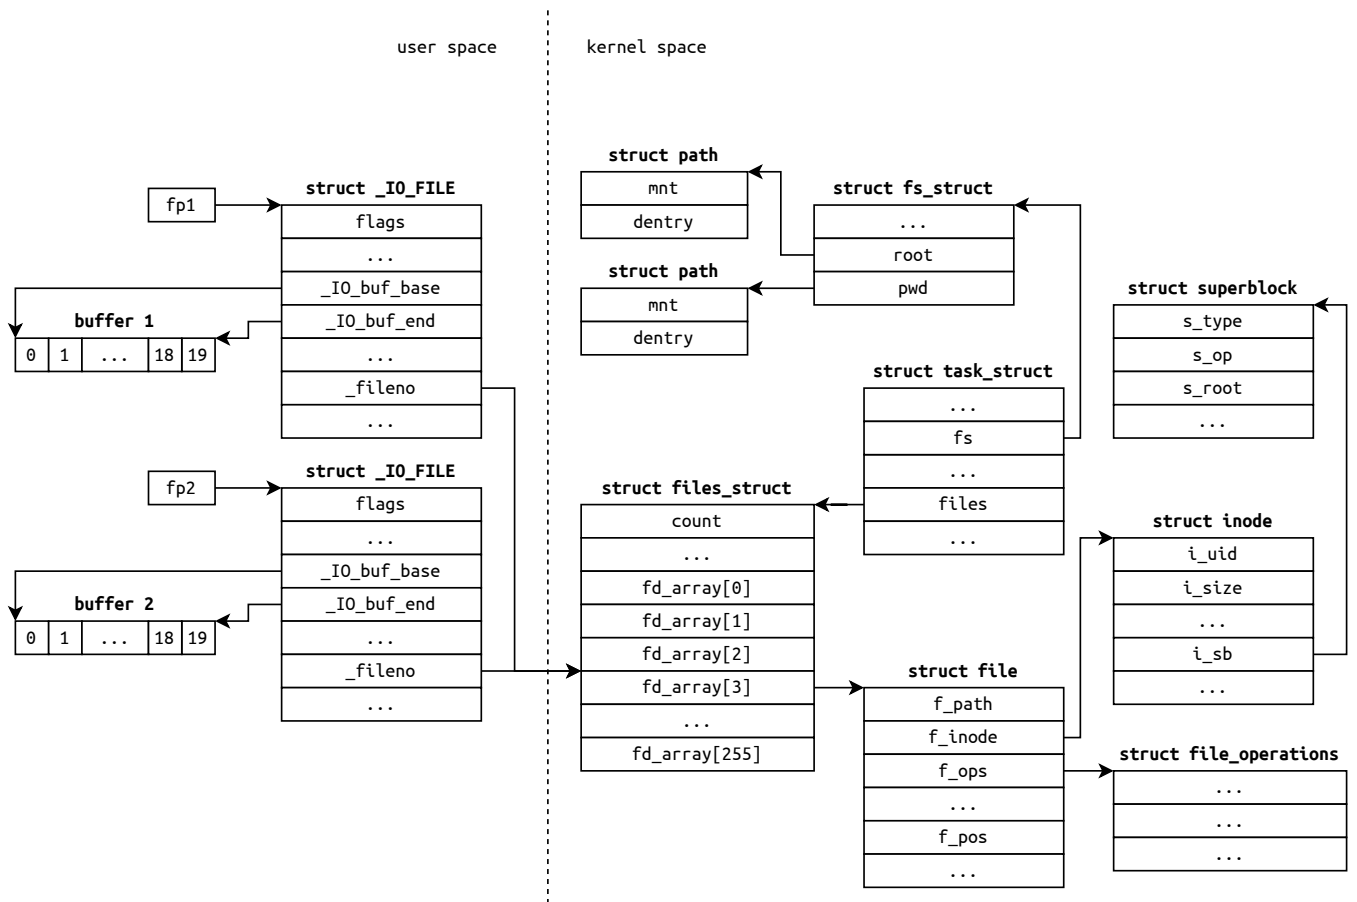 user space
kernel space
fp1
struct _IO_FILE
flags
...
_IO_buf_base
_IO_buf_end
...
_fileno
...
buffer 1
0 1 ... 18 19
fp2
struct _IO_FILE
flags
...
_IO_buf_base
_IO_buf_end
...
_fileno
...
buffer 2
0 1 ... 18 19
struct path
mnt
dentry
struct path
mnt
dentry
struct fs_struct
...
root
pwd
struct task_struct
...
fs
...
files
...
struct files_struct
count
...
fd_array[0]
fd_array[1]
fd_array[2]
fd_array[3]
...
fd_array[255]
struct file
f_path
f_inode
f_ops
...
f_pos
...
struct superblock
s_type
s_op
s_root
...
struct inode
i_uid
i_size
...
i_sb
...
struct file_operations
...
...
...